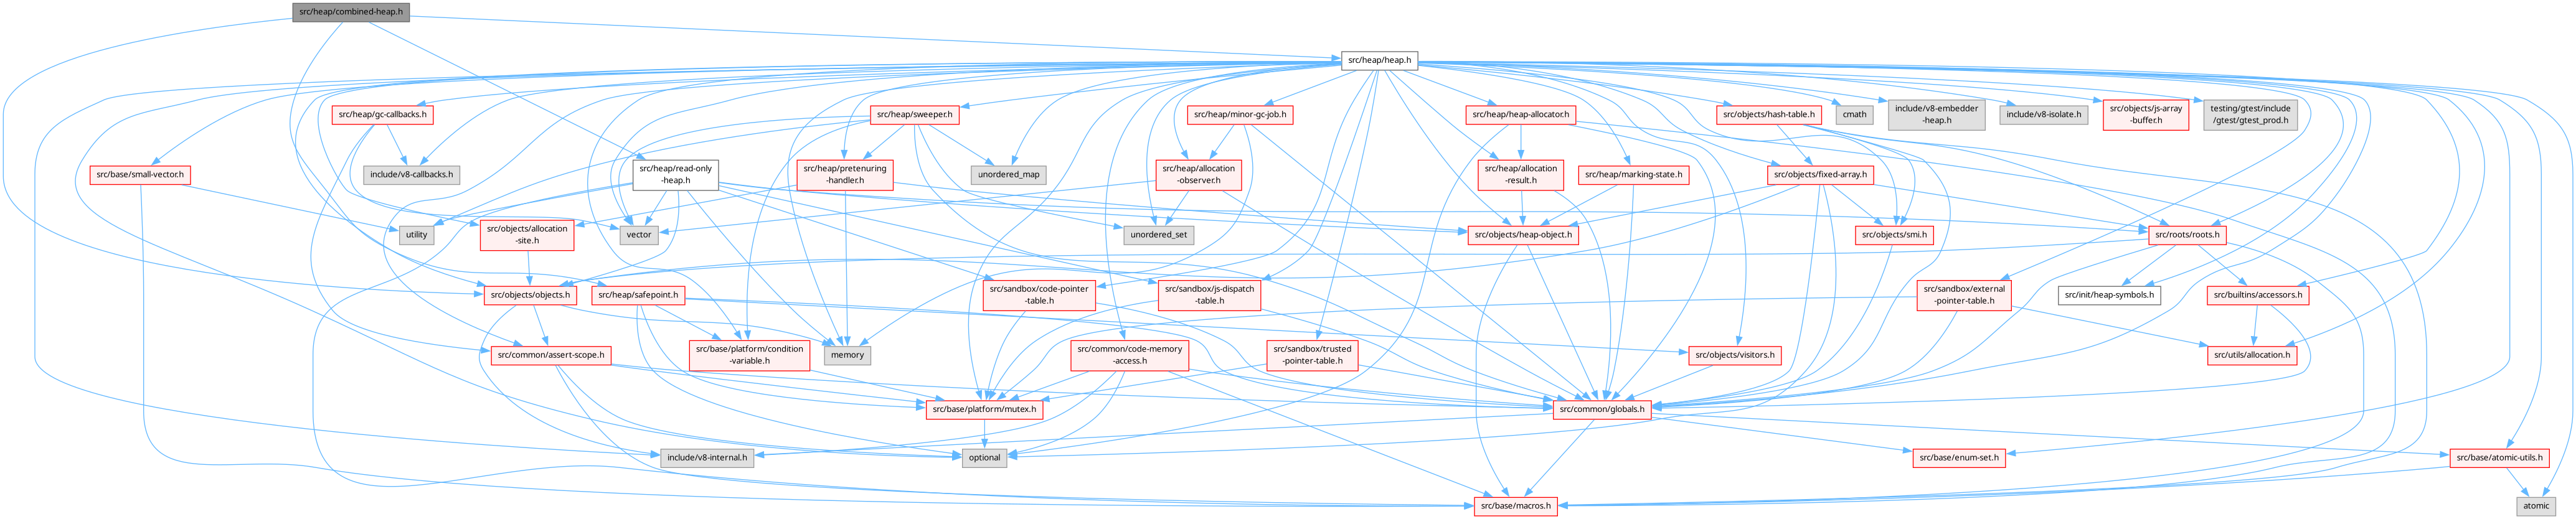 src/heap/combined-heap.h
src/heap/heap.h
src/heap/gc-callbacks.h
src/heap/sweeper.h
src/heap/minor-gc-job.h
src/heap/heap-allocator.h
src/objects/hash-table.h
cmath
include/v8-embedder
-heap.h
include/v8-isolate.h
src/objects/js-array
-buffer.h
testing/gtest/include
/gtest/gtest_prod.h
src/base/small-vector.h
include/v8-callbacks.h
src/heap/read-only
-heap.h
src/heap/pretenuring
-handler.h
unordered_map
src/heap/allocation
-observer.h
src/heap/allocation
-result.h
src/heap/marking-state.h
src/objects/fixed-array.h
utility
src/objects/allocation
-site.h
vector
unordered_set
src/objects/heap-object.h
src/objects/smi.h
src/roots/roots.h
src/objects/objects.h
src/heap/safepoint.h
src/sandbox/code-pointer
-table.h
src/sandbox/js-dispatch
-table.h
src/sandbox/external
-pointer-table.h
src/init/heap-symbols.h
src/builtins/accessors.h
src/common/assert-scope.h
src/base/platform/condition
-variable.h
memory
src/common/code-memory
-access.h
src/sandbox/trusted
-pointer-table.h
src/objects/visitors.h
src/utils/allocation.h
src/base/platform/mutex.h
src/common/globals.h
include/v8-internal.h
optional
src/base/enum-set.h
src/base/atomic-utils.h
src/base/macros.h
atomic